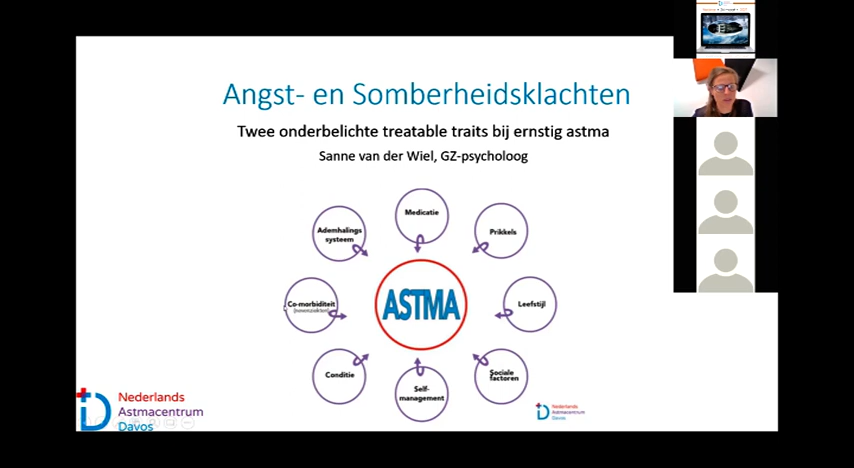 Angst- en Somberheidsklachten
Twee onderbelichte treatable traits bij ernstig astma
Sanne van der Wiel, GZ-psycholoog
Medicatie
Ademhalings
systeem
Prikkels
Co-morbiditeit
ASTMA
Leefstijl
Conditie
Sociale
factoren
Self-
management
Nederlands
Astmacentrum
Davos
Nederlands
Astmacentrum
Davos